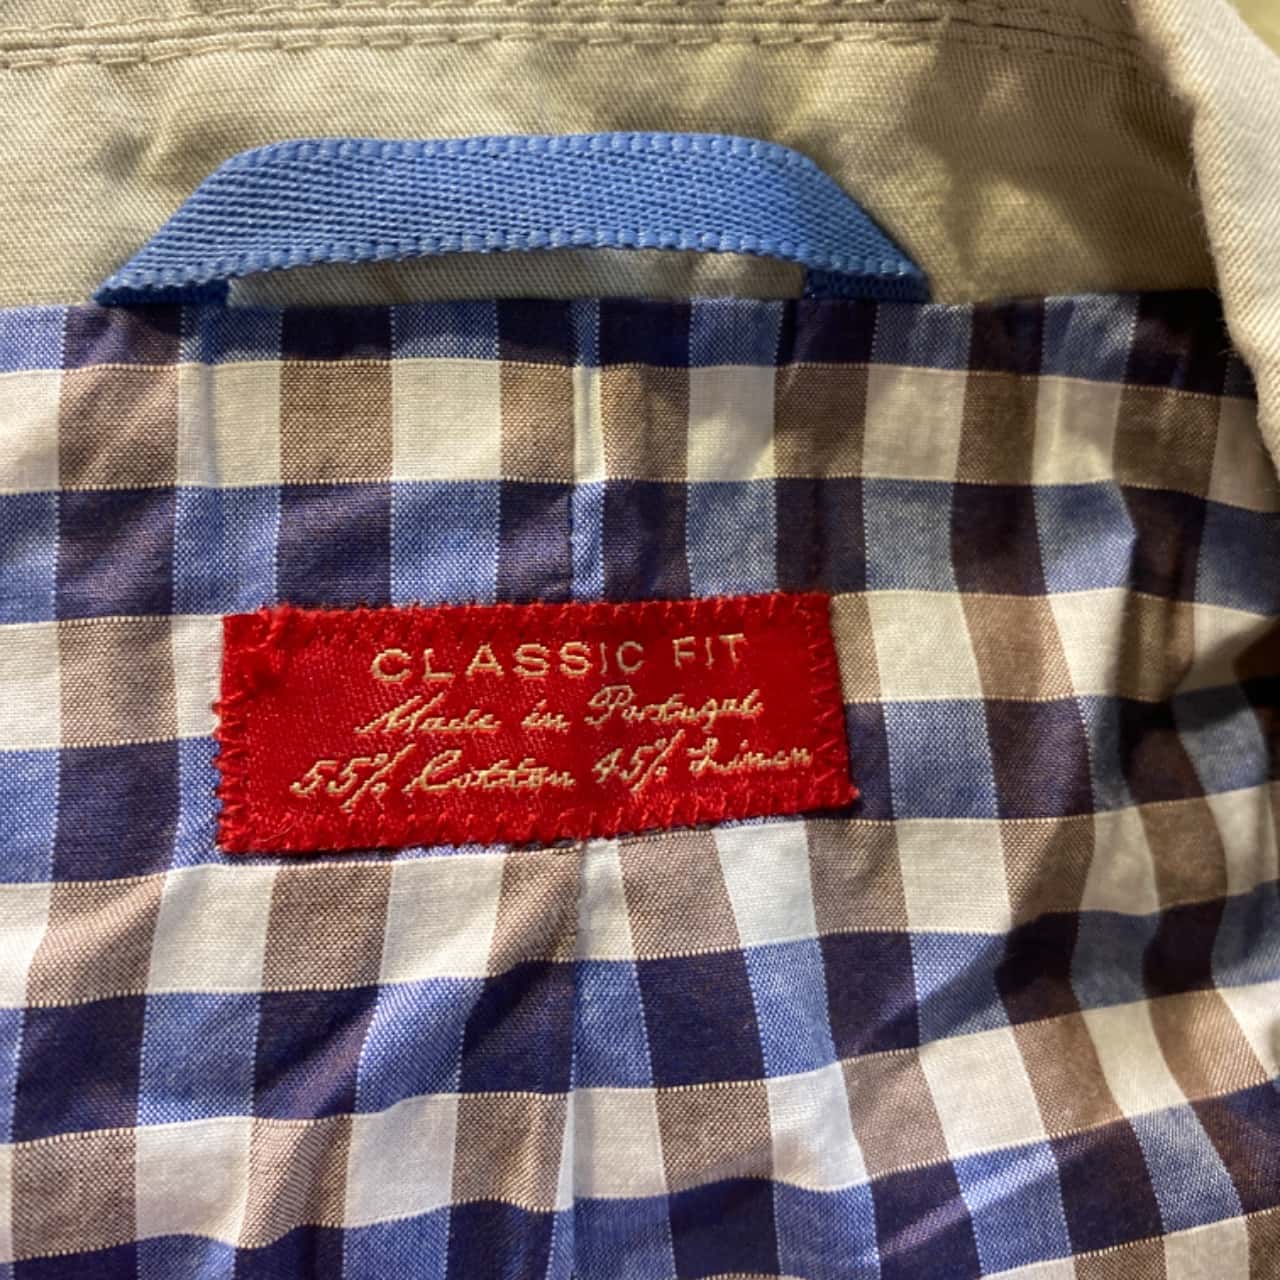 CLASSIC FIT
Made in Portugal
55% Cotton 45% Linen